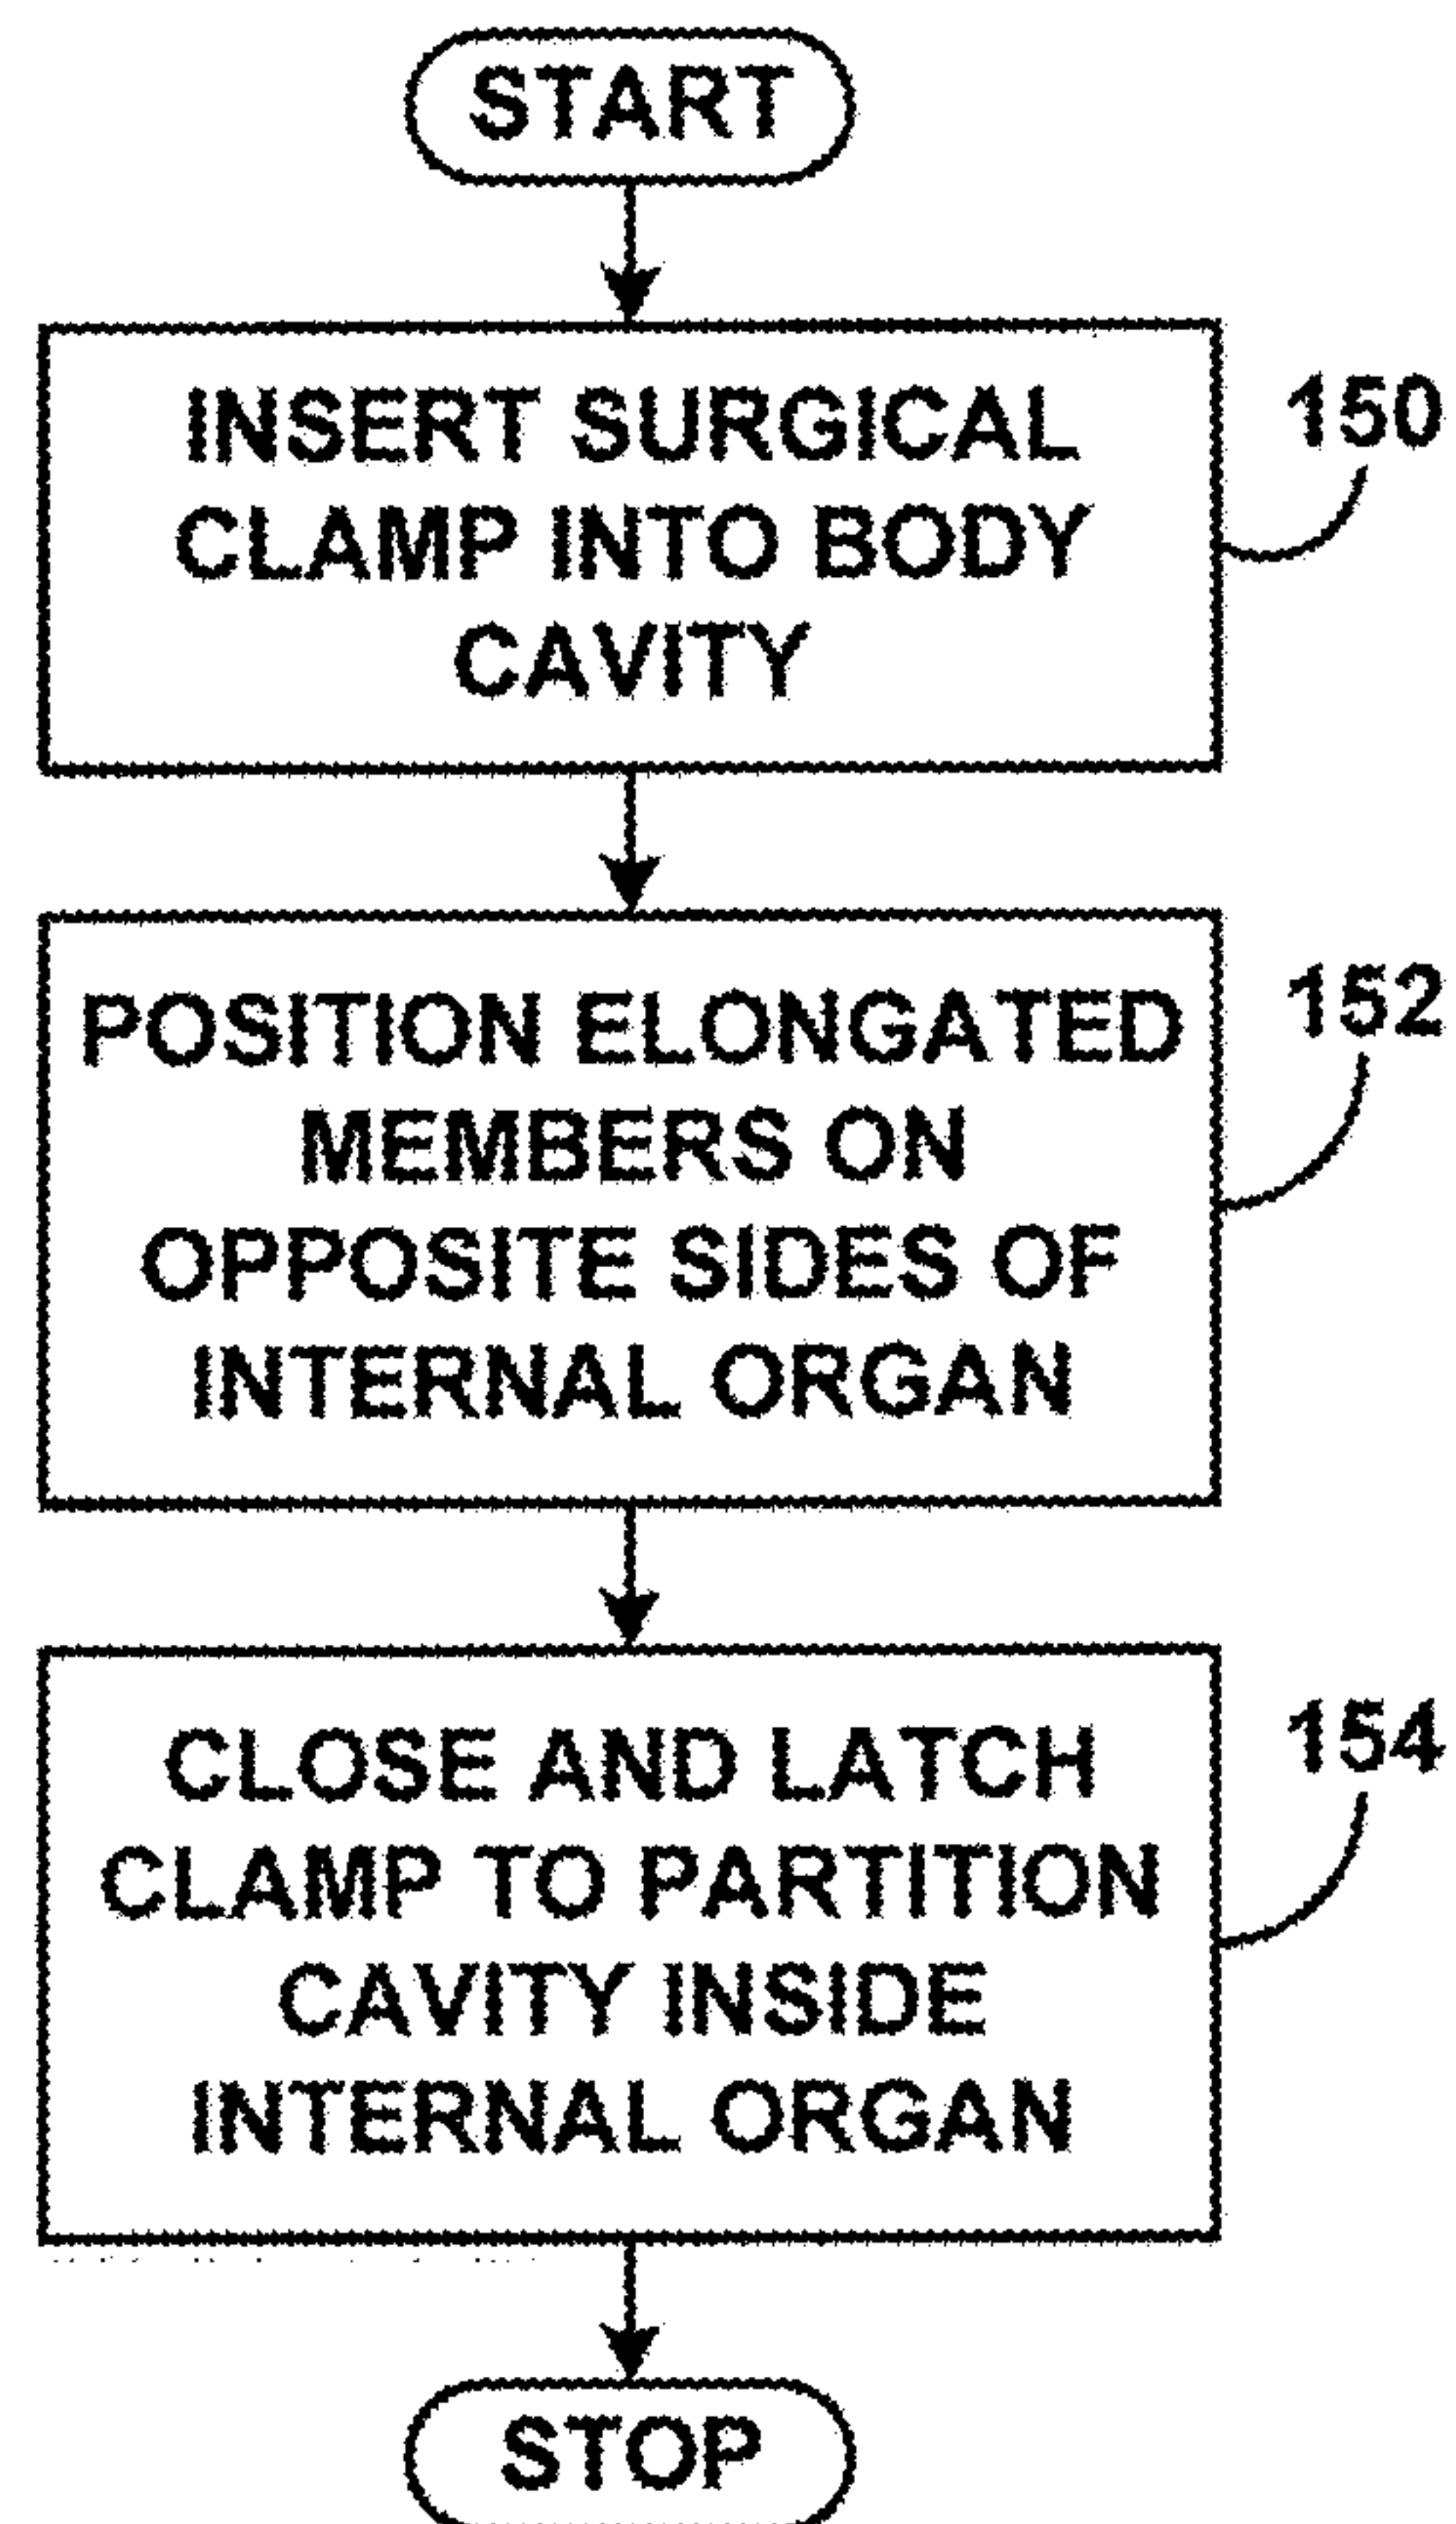 START
INSERT SURGICAL
CLAMP INTO BODY
CAVITY
150
POSITION ELONGATED
MEMBERS ON
OPPOSITE SIDES OF
INTERNAL ORGAN
152
CLOSE AND LATCH
CLAMP TO PARTITION
CAVITY INSIDE
INTERNAL ORGAN
154
STOP